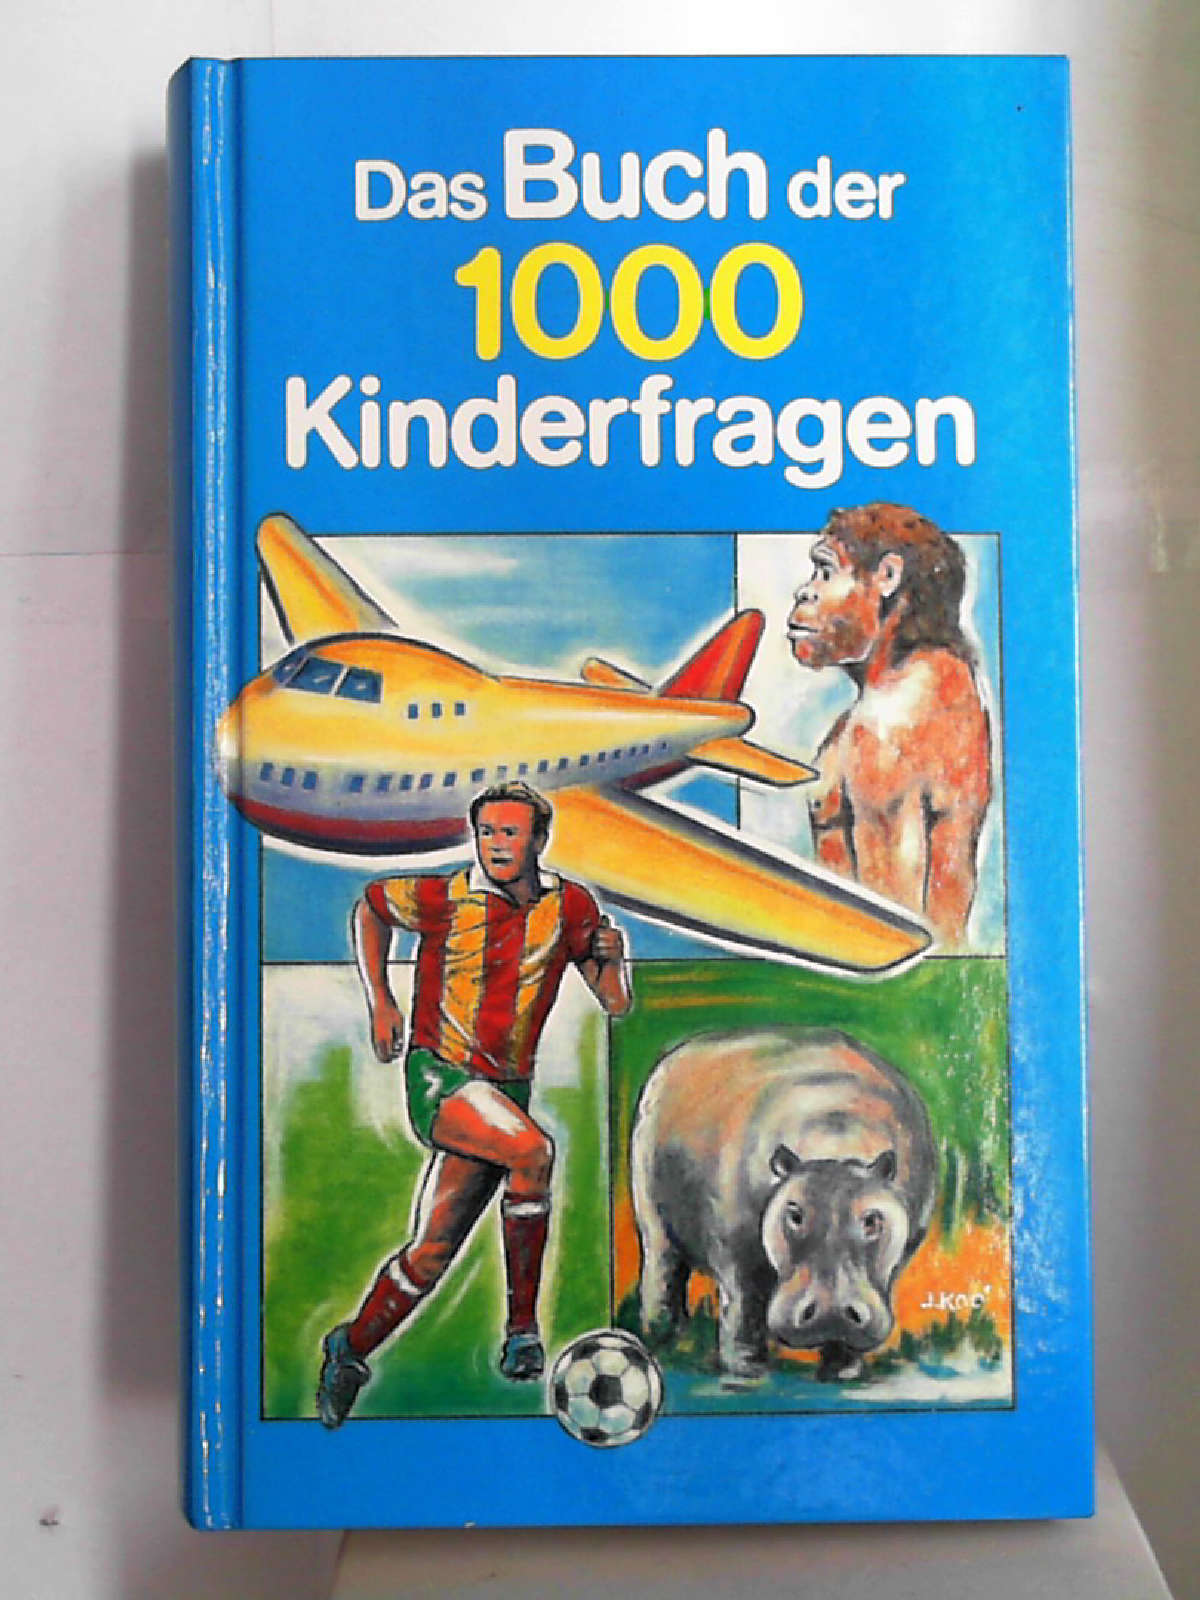 Das Buch der
1000
Kinderfragen